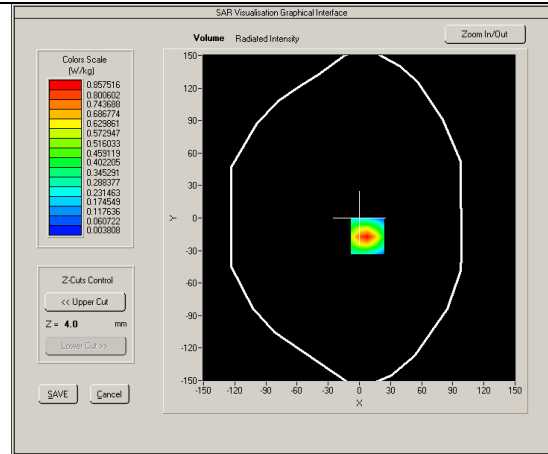 SAR Visualisation Graphical Interface
Volume Radiated Intensity
Zoom In/Out
Colors Scale
(W/kg)
0.857516
0.800602
0.743688
0.686774
0.629861
0.572947
0.516033
0.459119
0.402205
0.345291
0.288377
0.231463
0.174549
0.117636
0.060722
0.003808
Z-Cuts Control
<< Upper Cut
Z = 4.0 mm
Lower Cut >>
SAVE Cancel
150-
120-
90-
60-
30-
0-
-30-
-60-
-90-
-120-
-150-
Y
-150 -120 -90 -60 -30 0 30 60 90 120 150
X